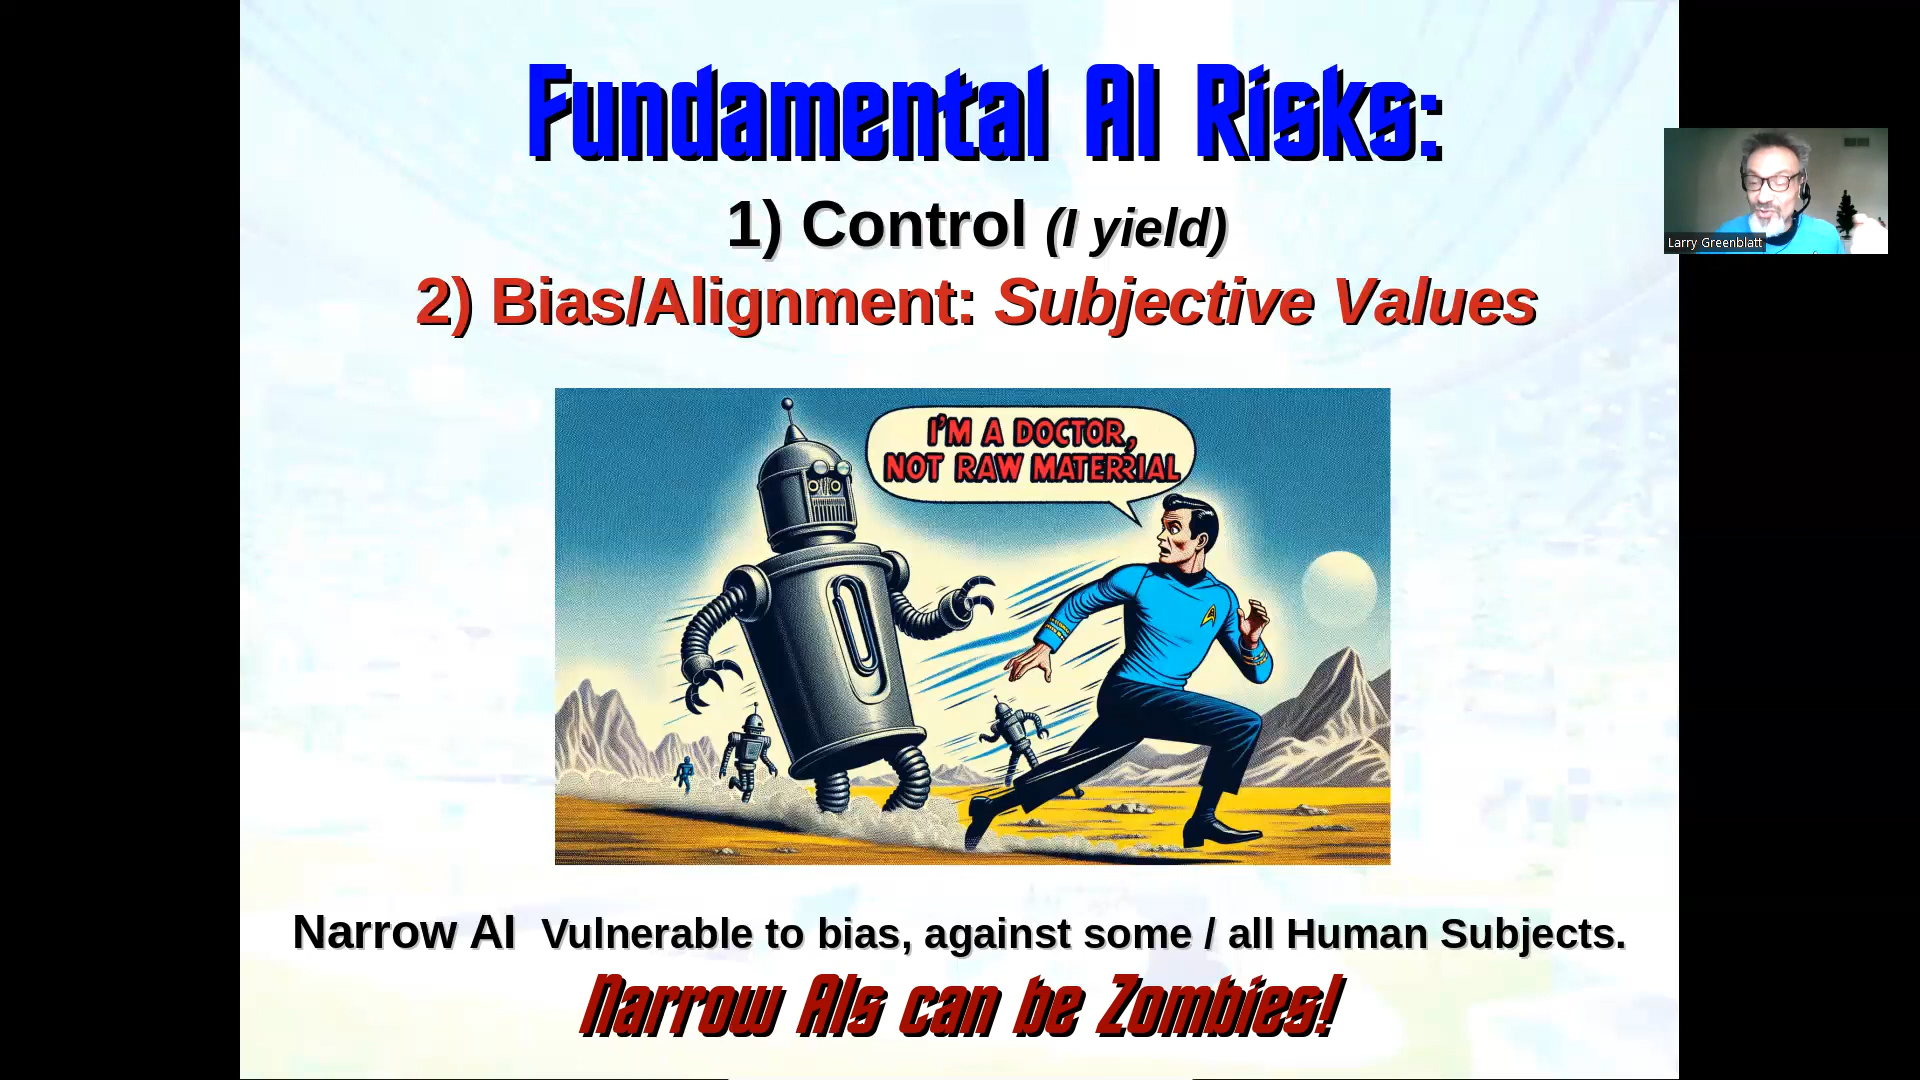 Fundamental AI Risks:
1) Control (I yield)
2) Bias/Alignment: Subjective Values
I'M A DOCTOR,
NOT RAW MATERRIAL
Narrow AI Vulnerable to bias, against some / all Human Subjects.
Narrow AIs can be Zombies!
Larry Greenblatt